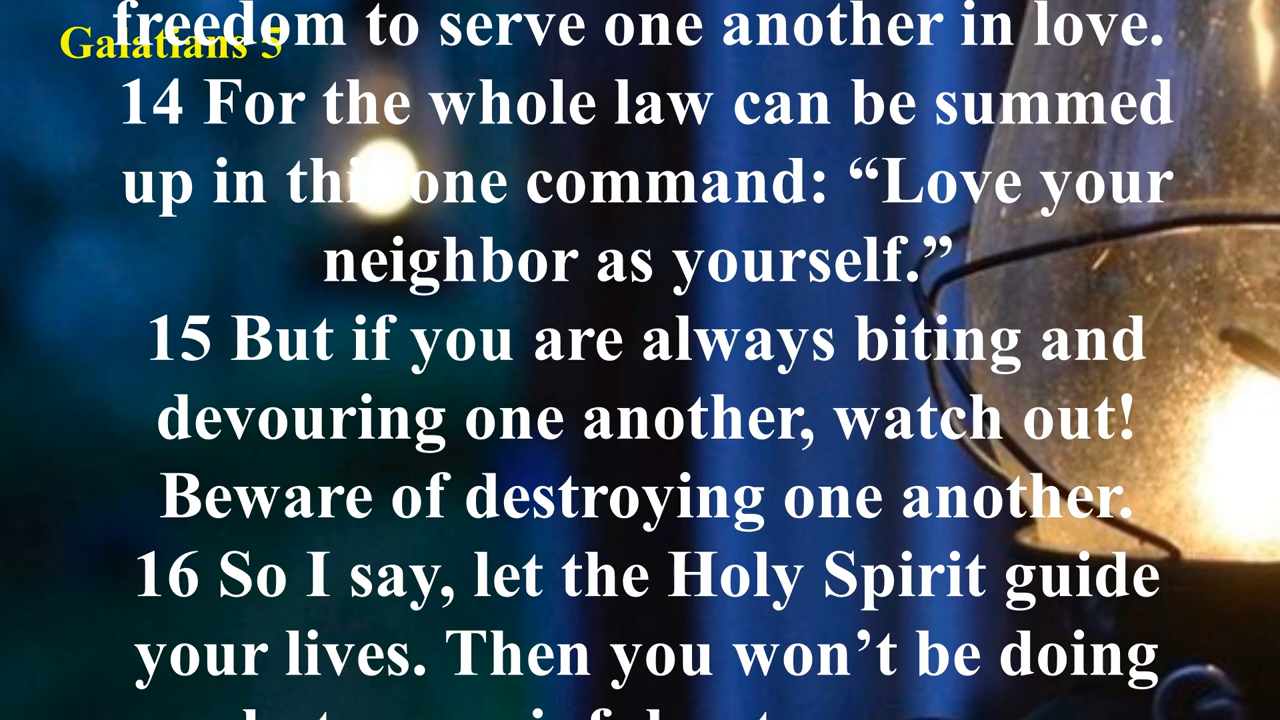 Galatians 5
freedom to serve one another in love.
14 For the whole law can be summed
up in this one command: “Love your
neighbor as yourself.”
15 But if you are always biting and
devouring one another, watch out!
Beware of destroying one another.
16 So I say, let the Holy Spirit guide
your lives. Then you won’t be doing